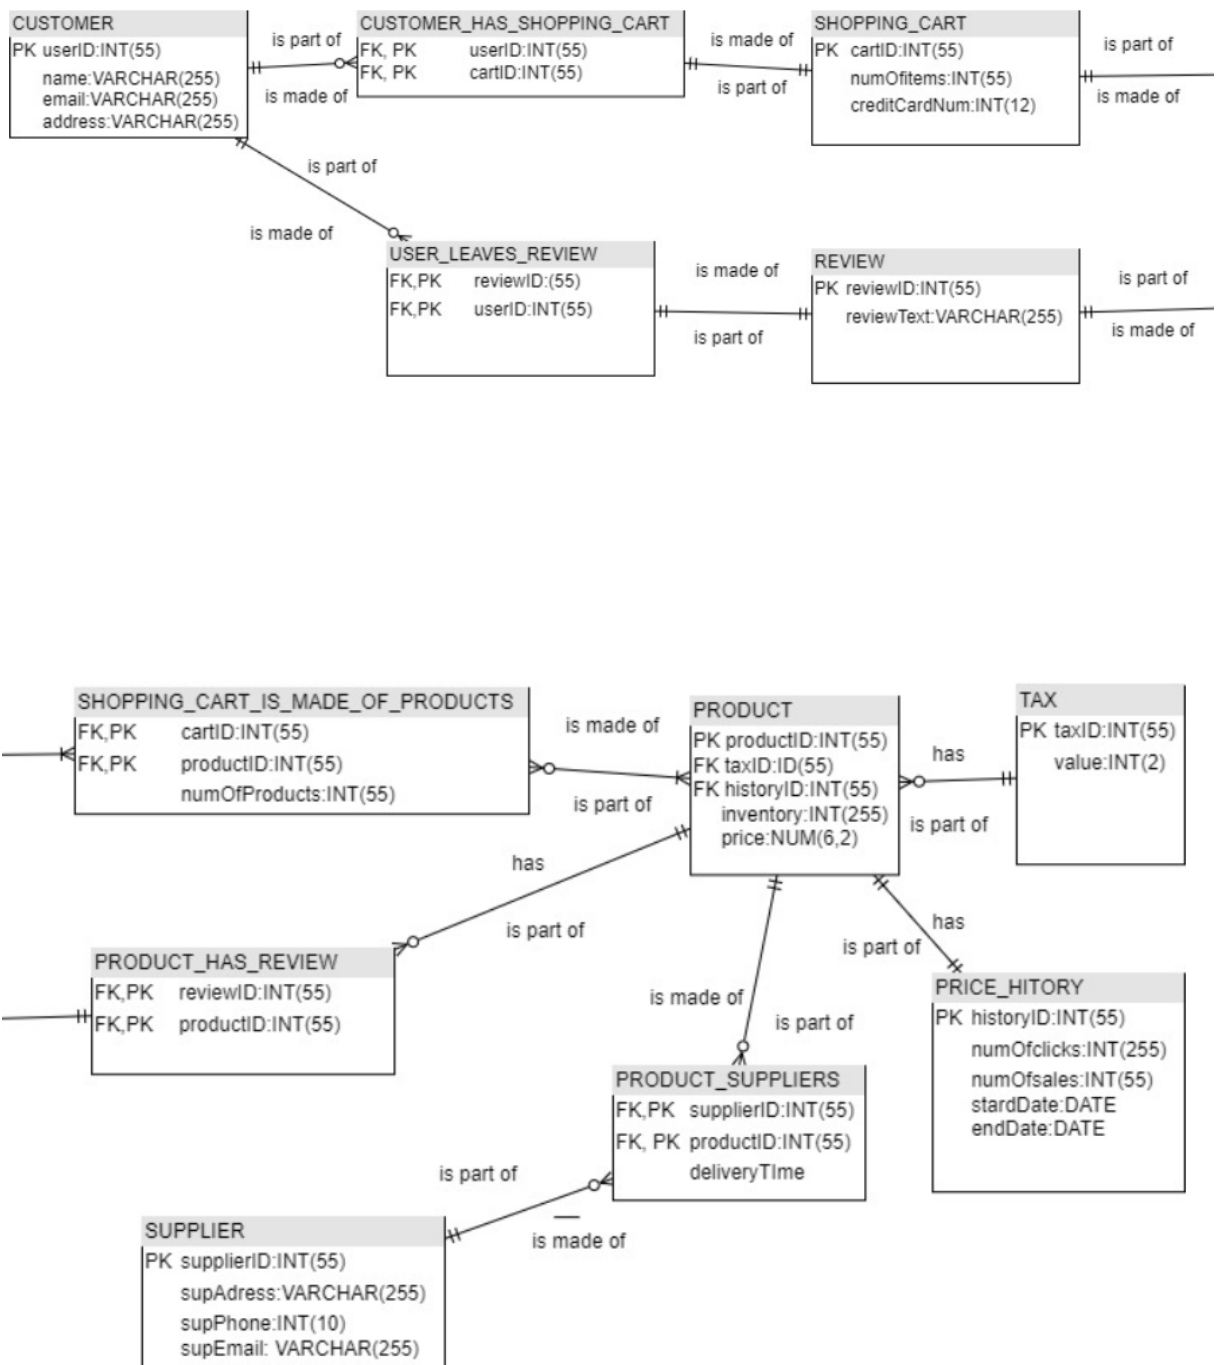 CUSTOMER
PK userID:INT(55)
name:VARCHAR(255)
email:VARCHAR(255)
address:VARCHAR(255)
is part of
is made of
CUSTOMER_HAS_SHOPPING_CART
FK, PK userID:INT(55)
FK, PK cartID:INT(55)
is made of
is part of
SHOPPING_CART
PK cartID:INT(55)
numOfitems:INT(55)
creditCardNum:INT(12)
is part of
is made of
is part of
is made of
USER_LEAVES_REVIEW
FK,PK reviewID:(55)
FK,PK userID:INT(55)
is made of
is part of
REVIEW
PK reviewID:INT(55)
reviewText:VARCHAR(255)
is part of
is made of
SHOPPING_CART_IS_MADE_OF_PRODUCTS
FK,PK cartID:INT(55)
FK,PK productID:INT(55)
numOfProducts:INT(55)
is made of
is part of
PRODUCT
PK productID:INT(55)
FK taxID:ID(55)
FK historyID:INT(55)
inventory:INT(255)
price:NUM(6,2)
has
is part of
TAX
PK taxID:INT(55)
value:INT(2)
has
is part of
has
is part of
PRODUCT_HAS_REVIEW
FK,PK reviewID:INT(55)
FK,PK productID:INT(55)
is made of
is part of
PRICE_HITORY
PK historyID:INT(55)
numOfclicks:INT(255)
numOfsales:INT(55)
stardDate:DATE
endDate:DATE
PRODUCT_SUPPLIERS
FK,PK supplierID:INT(55)
FK, PK productID:INT(55)
deliveryTIme
is part of
is made of
SUPPLIER
PK supplierID:INT(55)
supAdress:VARCHAR(255)
supPhone:INT(10)
supEmail: VARCHAR(255)